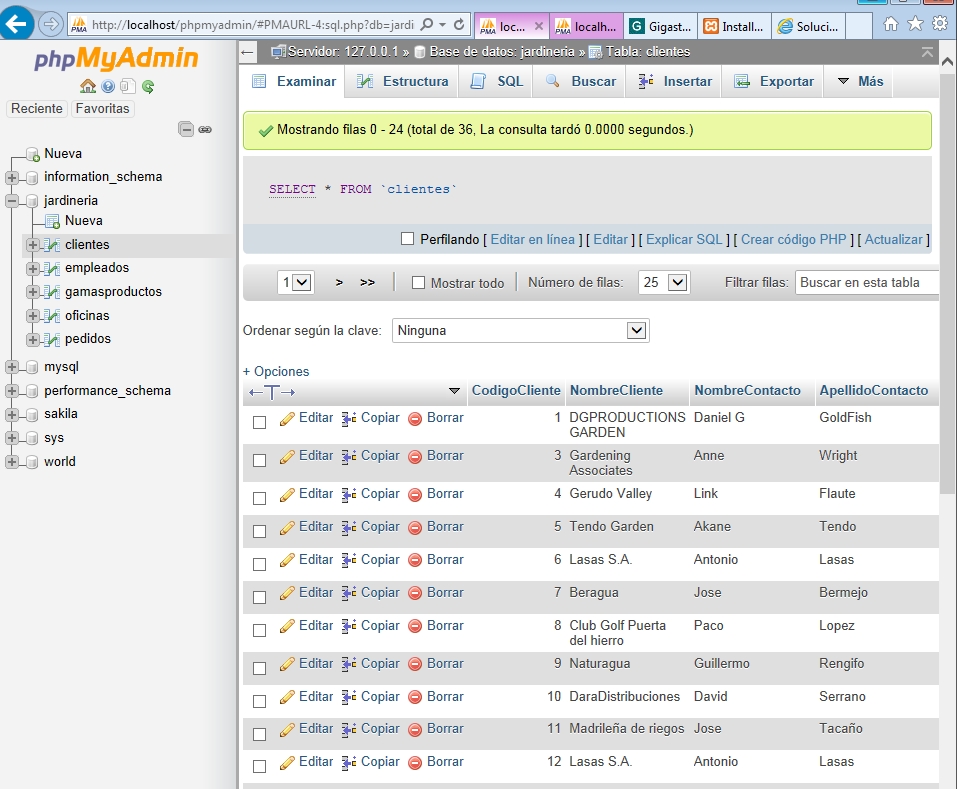 http://localhost/phpmyadmin/#PMAURL-4:sql.php?db=jardi
loc...
localh...
Gigast...
Install...
Soluci...
phpMyAdmin
Reciente Favoritas
Nueva
information_schema
jardineria
Nueva
clientes
empleados
gamasproductos
oficinas
pedidos
mysql
performance_schema
sakila
sys
world
Servidor: 127.0.0.1 » Base de datos: jardineria » Tabla: clientes
Examinar Estructura SQL Buscar Insertar Exportar Más
Mostrando filas 0 - 24 (total de 36, La consulta tardó 0.0000 segundos.)
SELECT * FROM `clientes`
Perfilando [ Editar en línea ] [ Editar ] [ Explicar SQL ] [ Crear código PHP ] [ Actualizar ]
1 > >> Mostrar todo Número de filas: 25 Filtrar filas: Buscar en esta tabla
Ordenar según la clave: Ninguna
+ Opciones
←T→ CodigoCliente NombreCliente NombreContacto ApellidoContacto
Editar Copiar Borrar 1 DGPRODUCTIONS GARDEN Daniel G GoldFish
Editar Copiar Borrar 3 Gardening Associates Anne Wright
Editar Copiar Borrar 4 Gerudo Valley Link Flaute
Editar Copiar Borrar 5 Tendo Garden Akane Tendo
Editar Copiar Borrar 6 Lasas S.A. Antonio Lasas
Editar Copiar Borrar 7 Beragua Jose Bermejo
Editar Copiar Borrar 8 Club Golf Puerta del hierro Paco Lopez
Editar Copiar Borrar 9 Naturagua Guillermo Rengifo
Editar Copiar Borrar 10 DaraDistribuciones David Serrano
Editar Copiar Borrar 11 Madrileña de riegos Jose Tacaño
Editar Copiar Borrar 12 Lasas S.A. Antonio Lasas